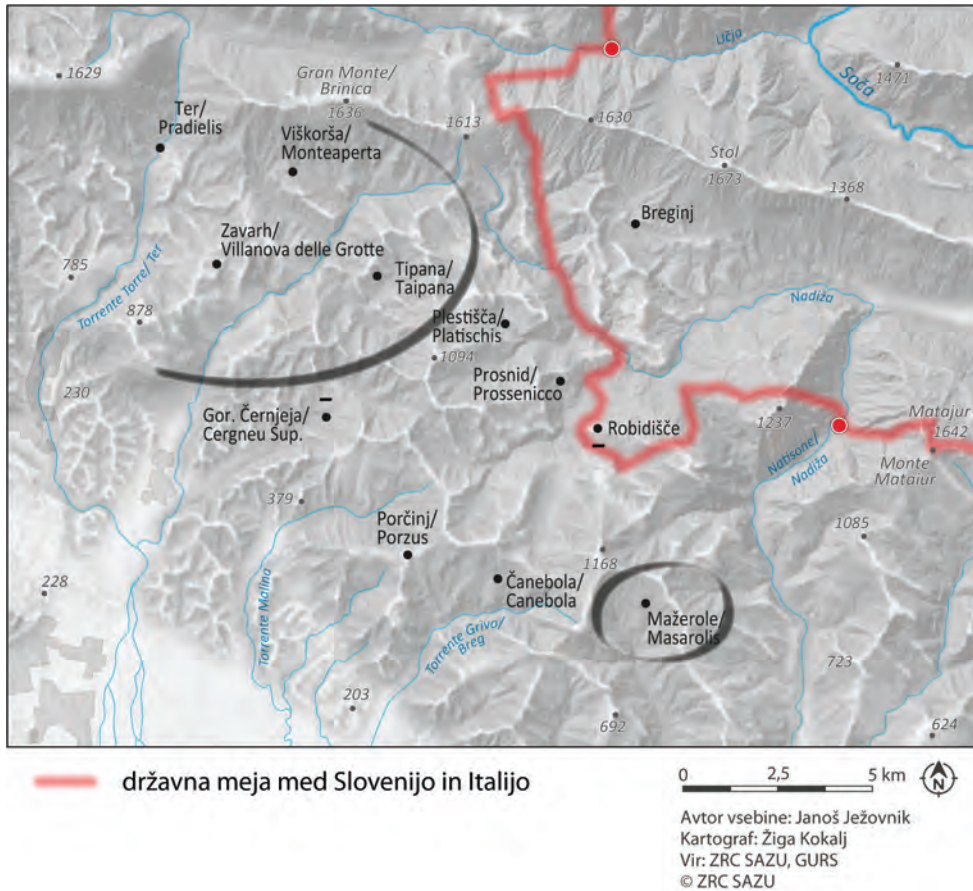 Učja
Soča
1471
1629
Gran Monte/
Brinica
1636
Ter/
Pradielis
Viškorša/
Monteaperta
1613
1630
Stol
1673
1368
Breginj
Zavarh/
Villanova delle Grotte
785
Torrente Torre/Ter
878
Tipana/
Taipana
Nadiža
Plestišča/
Platischis
1094
230
Prosnid/
Prossenicco
Gor. Černjeja/
Cergneu Sup.
Robidišče
1237
Matajur
1642
Monte
Mataiur
Natisone/
Nadiža
379
1085
Porčinj/
Porzus
1168
228
Čanebola/
Canebola
Mažerole/
Masarolis
Torrente Malina
Torrente Griva/
Breg
723
203
692
624
državna meja med Slovenijo in Italijo
0 2,5 5 km
N
Avtor vsebine: Janoš Ježovnik
Kartograf: Žiga Kokalj
Vir: ZRC SAZU, GURS
© ZRC SAZU